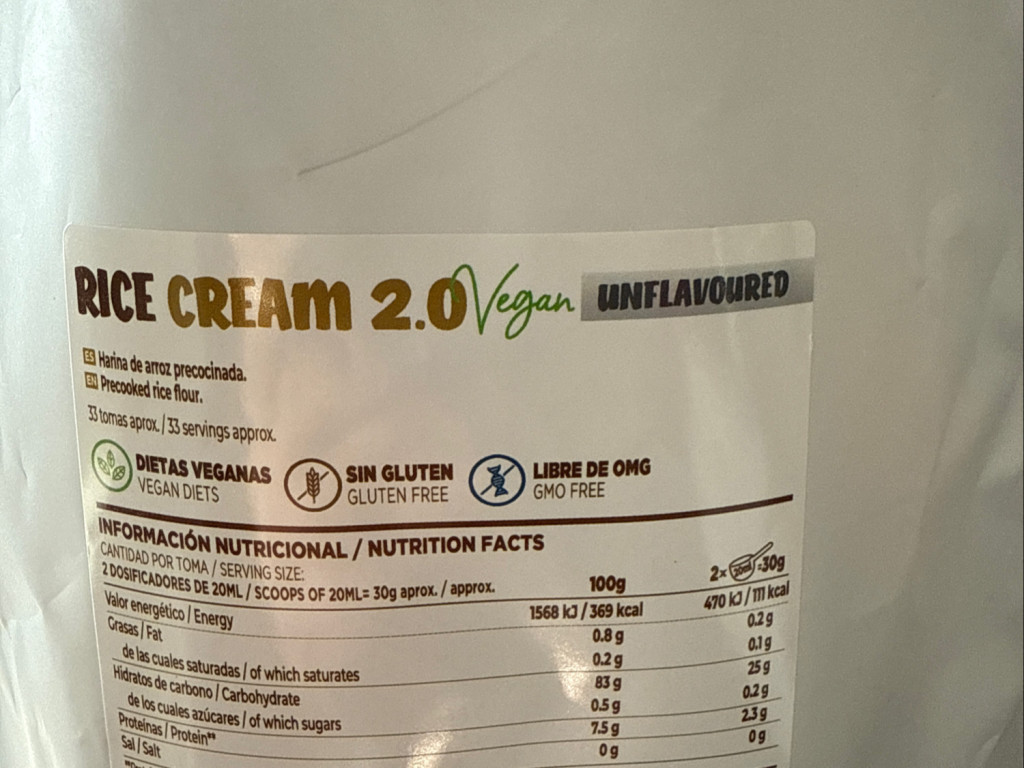 RICE CREAM 2.0 Vegan UNFLAVOURED
ES Harina de arroz precocinada.
EN Precooked rice flour.
33 tomas aprox. / 33 servings approx.
DIETAS VEGANAS
VEGAN DIETS
SIN GLUTEN
GLUTEN FREE
LIBRE DE OMG
GMO FREE
INFORMACIÓN NUTRICIONAL / NUTRITION FACTS
CANTIDAD POR TOMA / SERVING SIZE:
2 DOSIFICADORES DE 20ML / SCOOPS OF 20ML= 30g aprox. / approx. 100g 2x 20ml =30g
Valor energético / Energy 1568 kJ / 369 kcal 470 kJ / 111 kcal
Grasas / Fat 0.8 g 0.2 g
de las cuales saturadas / of which saturates 0.2 g 0.1 g
Hidratos de carbono / Carbohydrate 83 g 25 g
de los cuales azúcares / of which sugars 0.5 g 0.2 g
Proteínas / Protein** 7.5 g 2.3 g
Sal / Salt 0 g 0 g